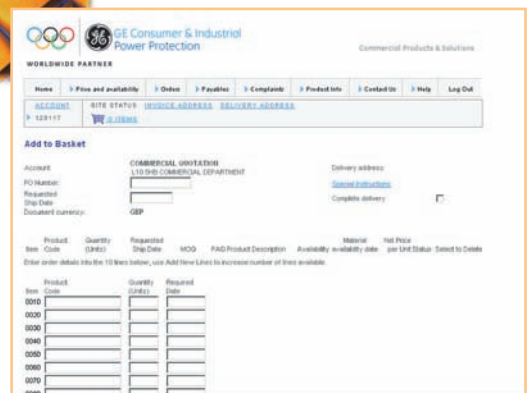 GE Consumer & Industrial
Power Protection
Commercial Products & Solutions
WORLDWIDE PARTNER
Home Price and availability Orders Payables Complaints Product Info Contact Us Help Log Out
ACCOUNT SITE STATUS INVOICE ADDRESS DELIVERY ADDRESS
0 ITEMS
Add to Basket
Account COMMERCIAL QUOTATION Delivery address
COMMERCIAL DEPARTMENT
PO Number: Special Instructions
Requested
Ship Date Complete delivery
Document currency: GBP
Product Quantity Requested Material Net Price
Item Code (Units) Ship Date MOQ PAID Product Description Availability availability date per Unit Status Select to Delete
Enter order details into the 10 lines below, use Add New Lines to increase number of lines available.
Product Quantity Required
Item Code (Units) Date
0010
0020
0030
0040
0050
0060
0070